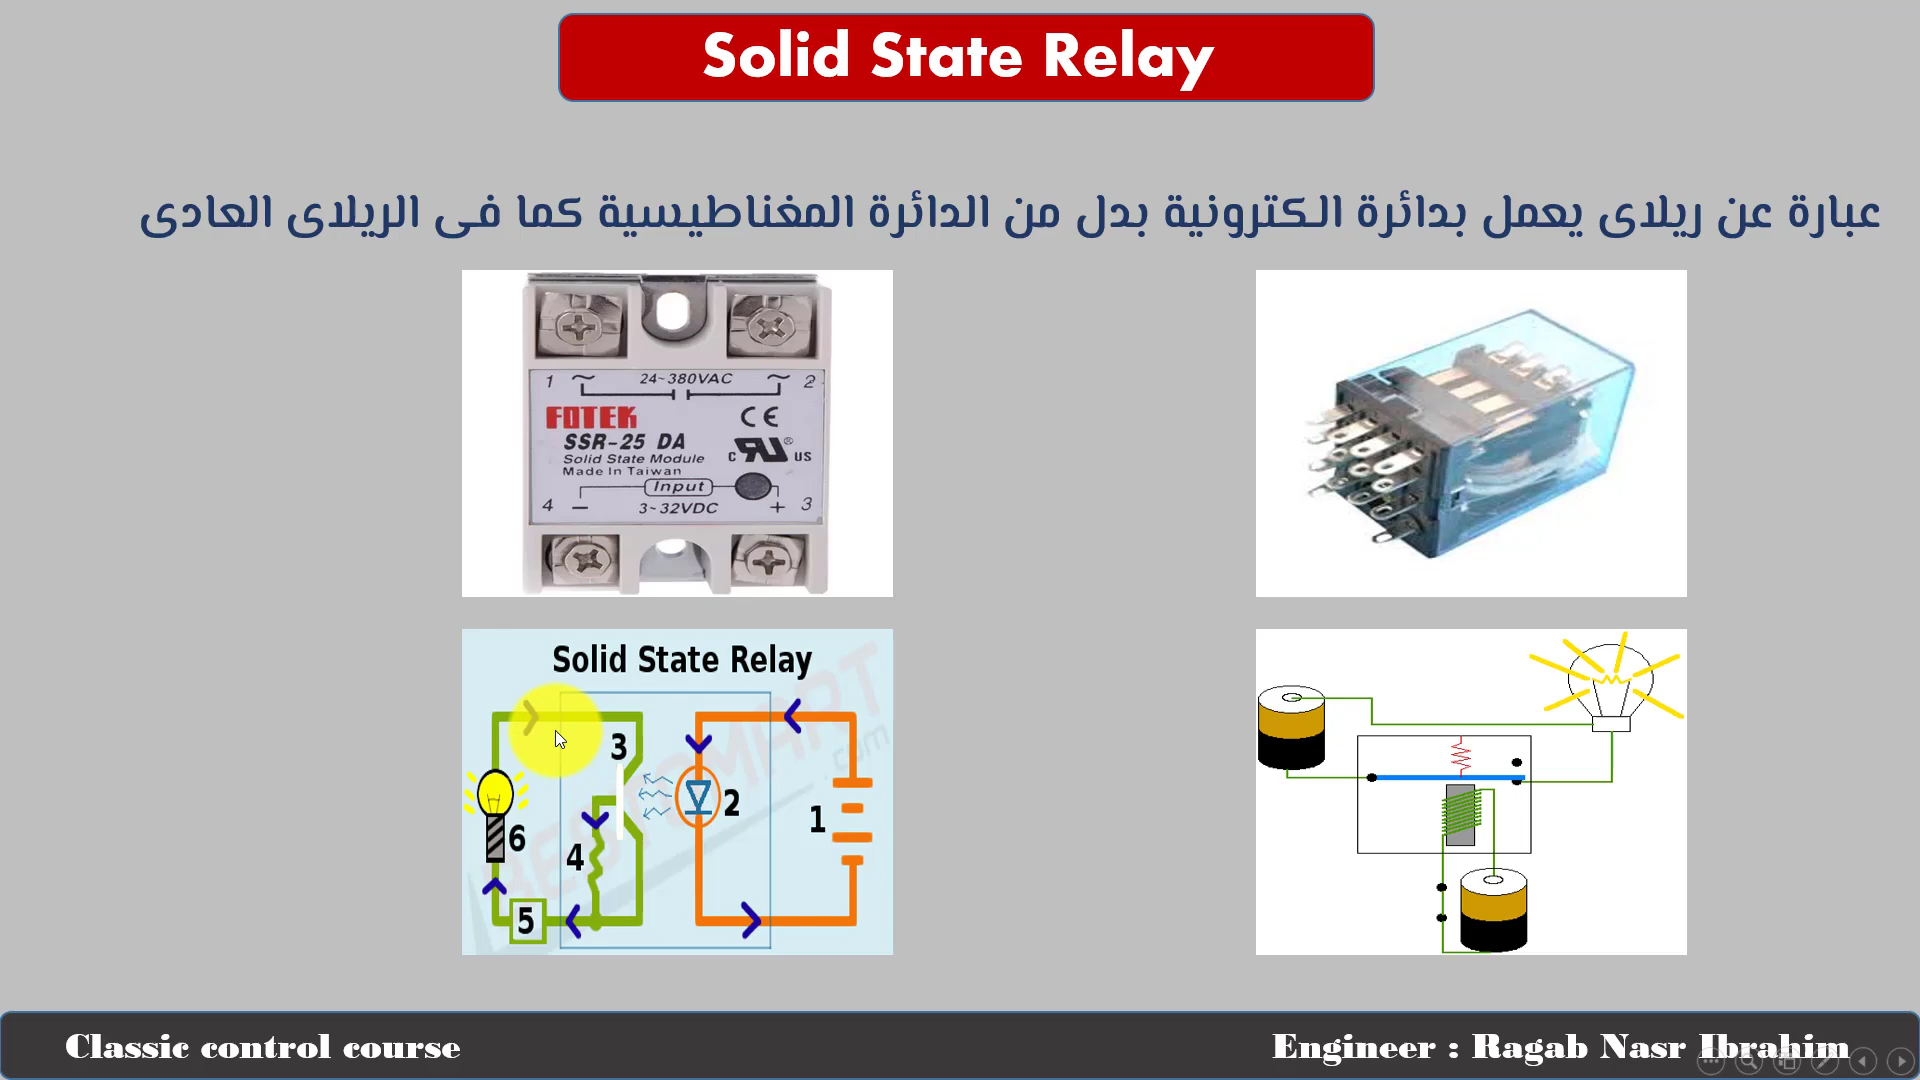 Solid State Relay
عبارة عن ريلاى يعمل بدائرة الكترونية بدل من الدائرة المغناطيسية كما فى الريلاى العادى
1 24~380VAC 2
FOTEK CE
SSR-25 DA
Solid State Module
Made In Taiwan
C US
Input
4 3~32VDC 3
Solid State Relay
3
2
1
6
4
5
Classic control course
Engineer : Ragab Nasr Ibrahim